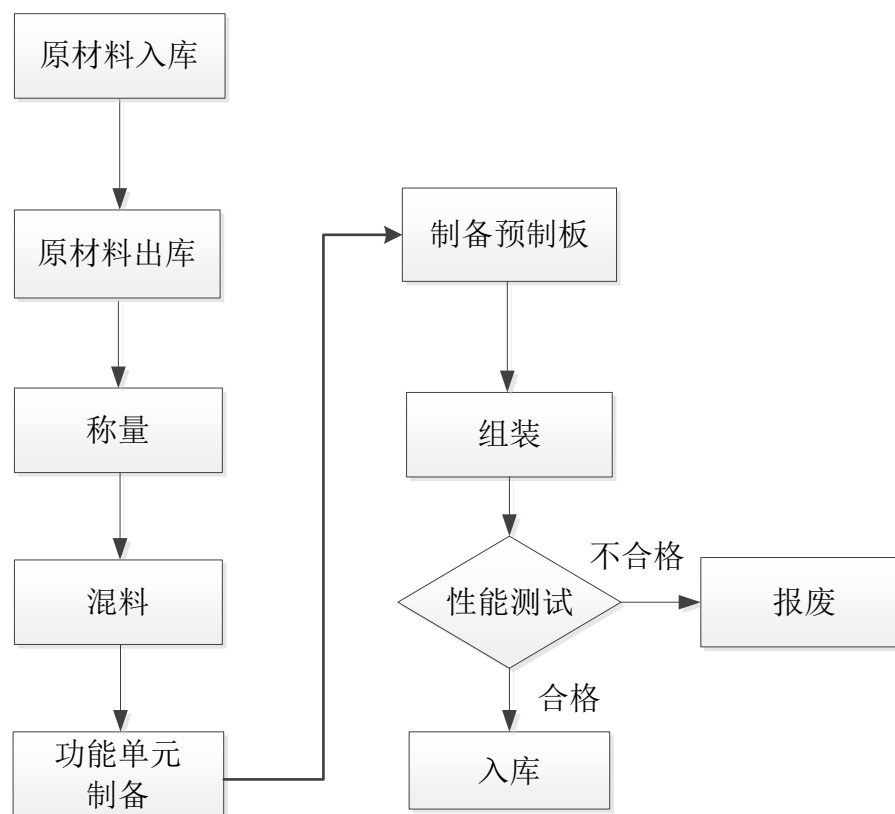 原材料入库
原材料出库
称量
混料
功能单元
制备
制备预制板
组装
性能测试
不合格
报废
合格
入库